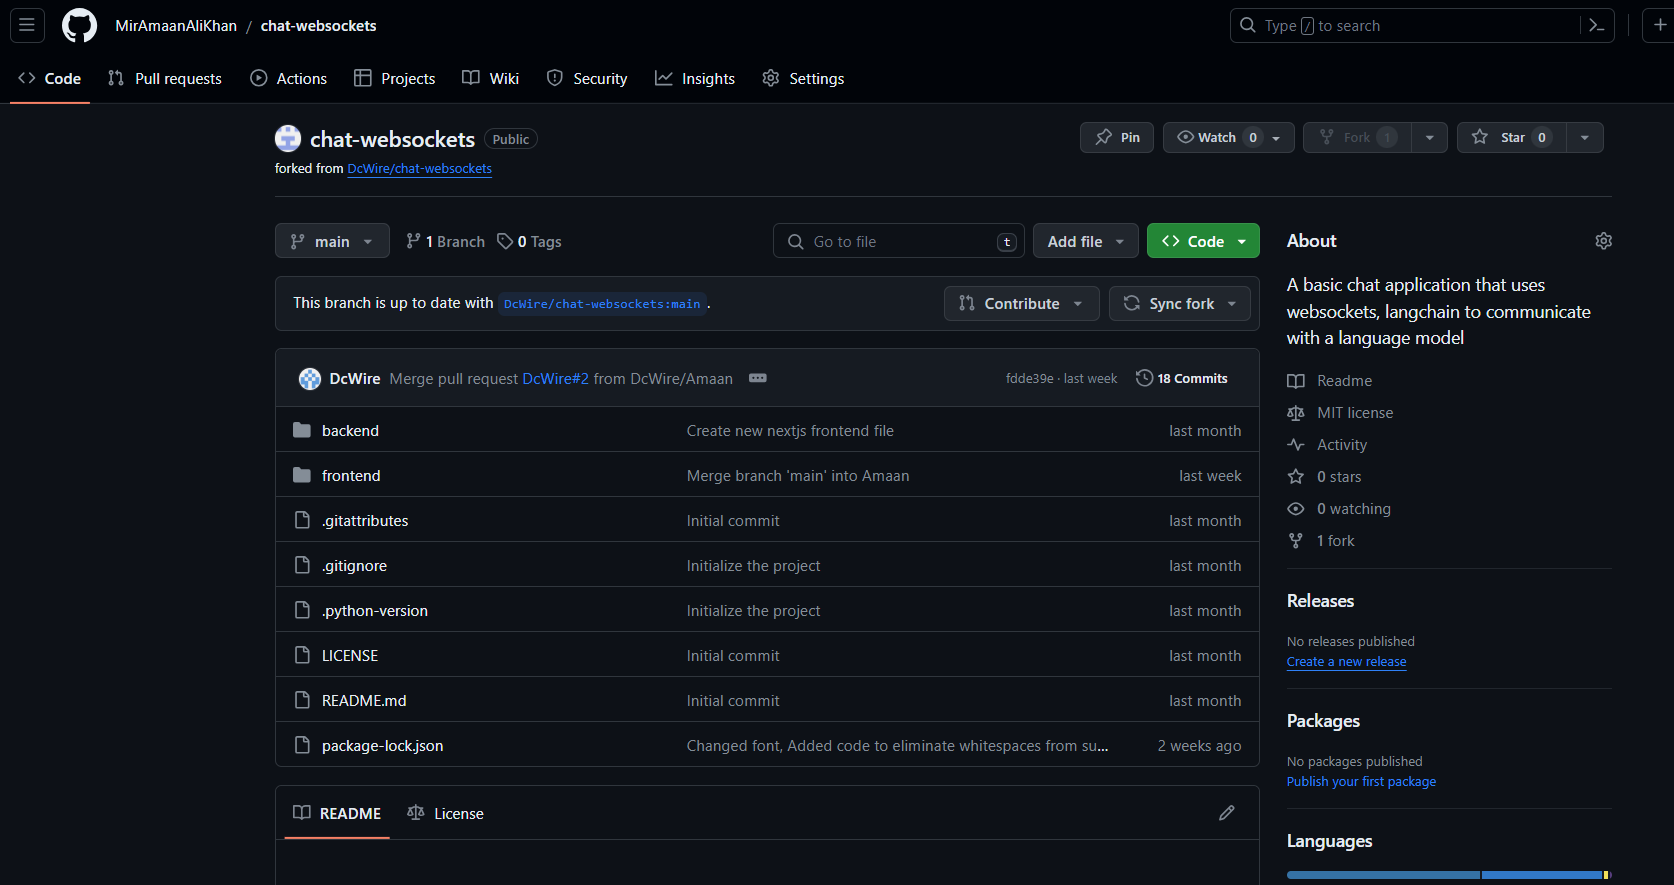 MirAmaanAliKhan / chat-websockets
Type / to search
Code Pull requests Actions Projects Wiki Security Insights Settings
chat-websockets Public
Pin Watch 0 Fork 1 Star 0
forked from DcWire/chat-websockets
main 1 Branch 0 Tags Go to file t Add file Code
This branch is up to date with DcWire/chat-websockets:main . Contribute Sync fork
DcWire Merge pull request DcWire#2 from DcWire/Amaan fdde39e · last week 18 Commits
backend Create new nextjs frontend file last month
frontend Merge branch 'main' into Amaan last week
.gitattributes Initial commit last month
.gitignore Initialize the project last month
.python-version Initialize the project last month
LICENSE Initial commit last month
README.md Initial commit last month
package-lock.json Changed font, Added code to eliminate whitespaces from su... 2 weeks ago
README License
About
A basic chat application that uses
websockets, langchain to communicate
with a language model
Readme
MIT license
Activity
0 stars
0 watching
1 fork
Releases
No releases published
Create a new release
Packages
No packages published
Publish your first package
Languages